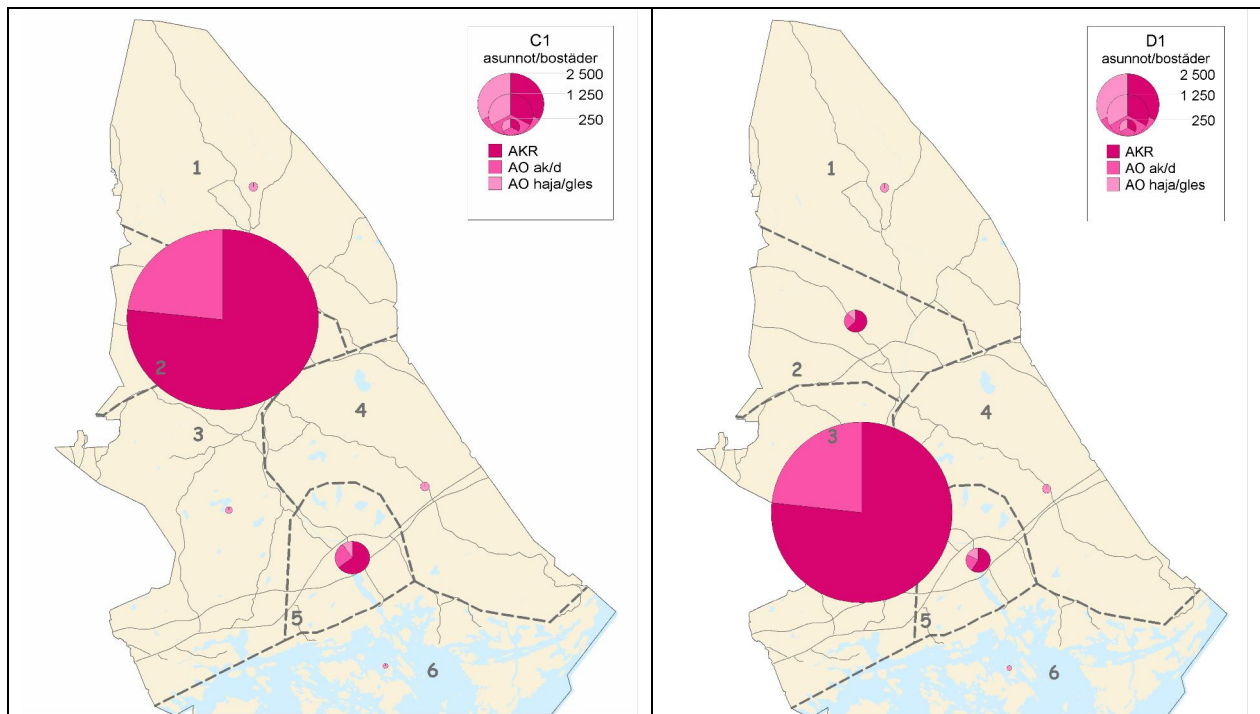 C1
asunnot/bostäder
2 500
1 250
250
AKR
AO ak/d
AO haja/gles
1
2
3
4
5
6
D1
asunnot/bostäder
2 500
1 250
250
AKR
AO ak/d
AO haja/gles
1
2
3
4
5
6